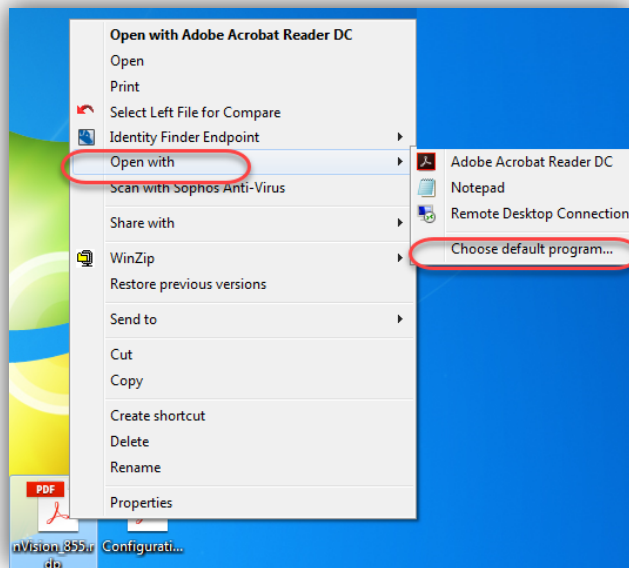 Open with Adobe Acrobat Reader DC
Open
Print
Select Left File for Compare
Identity Finder Endpoint
Open with
Scan with Sophos Anti-Virus
Share with
WinZip
Restore previous versions
Send to
Cut
Copy
Create shortcut
Delete
Rename
Properties
Adobe Acrobat Reader DC
Notepad
Remote Desktop Connection
Choose default program...
PDF
nVision_855.r
dp
Configurati...